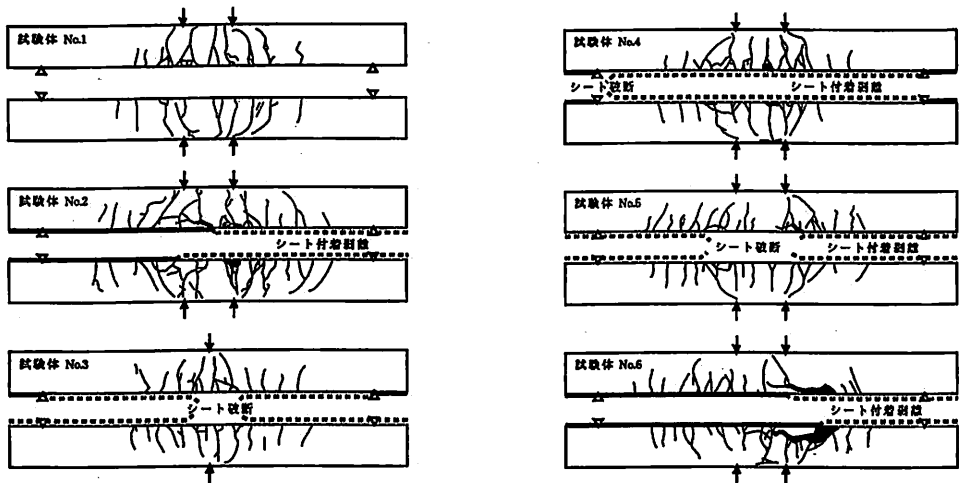 試験体 No.1
試験体 No.2
シート付着剥離
試験体 No.3
シート破断
試験体 No.4
シート破断
シート付着剥離
試験体 No.5
シート破断
シート付着剥離
試験体 No.6
シート付着剥離